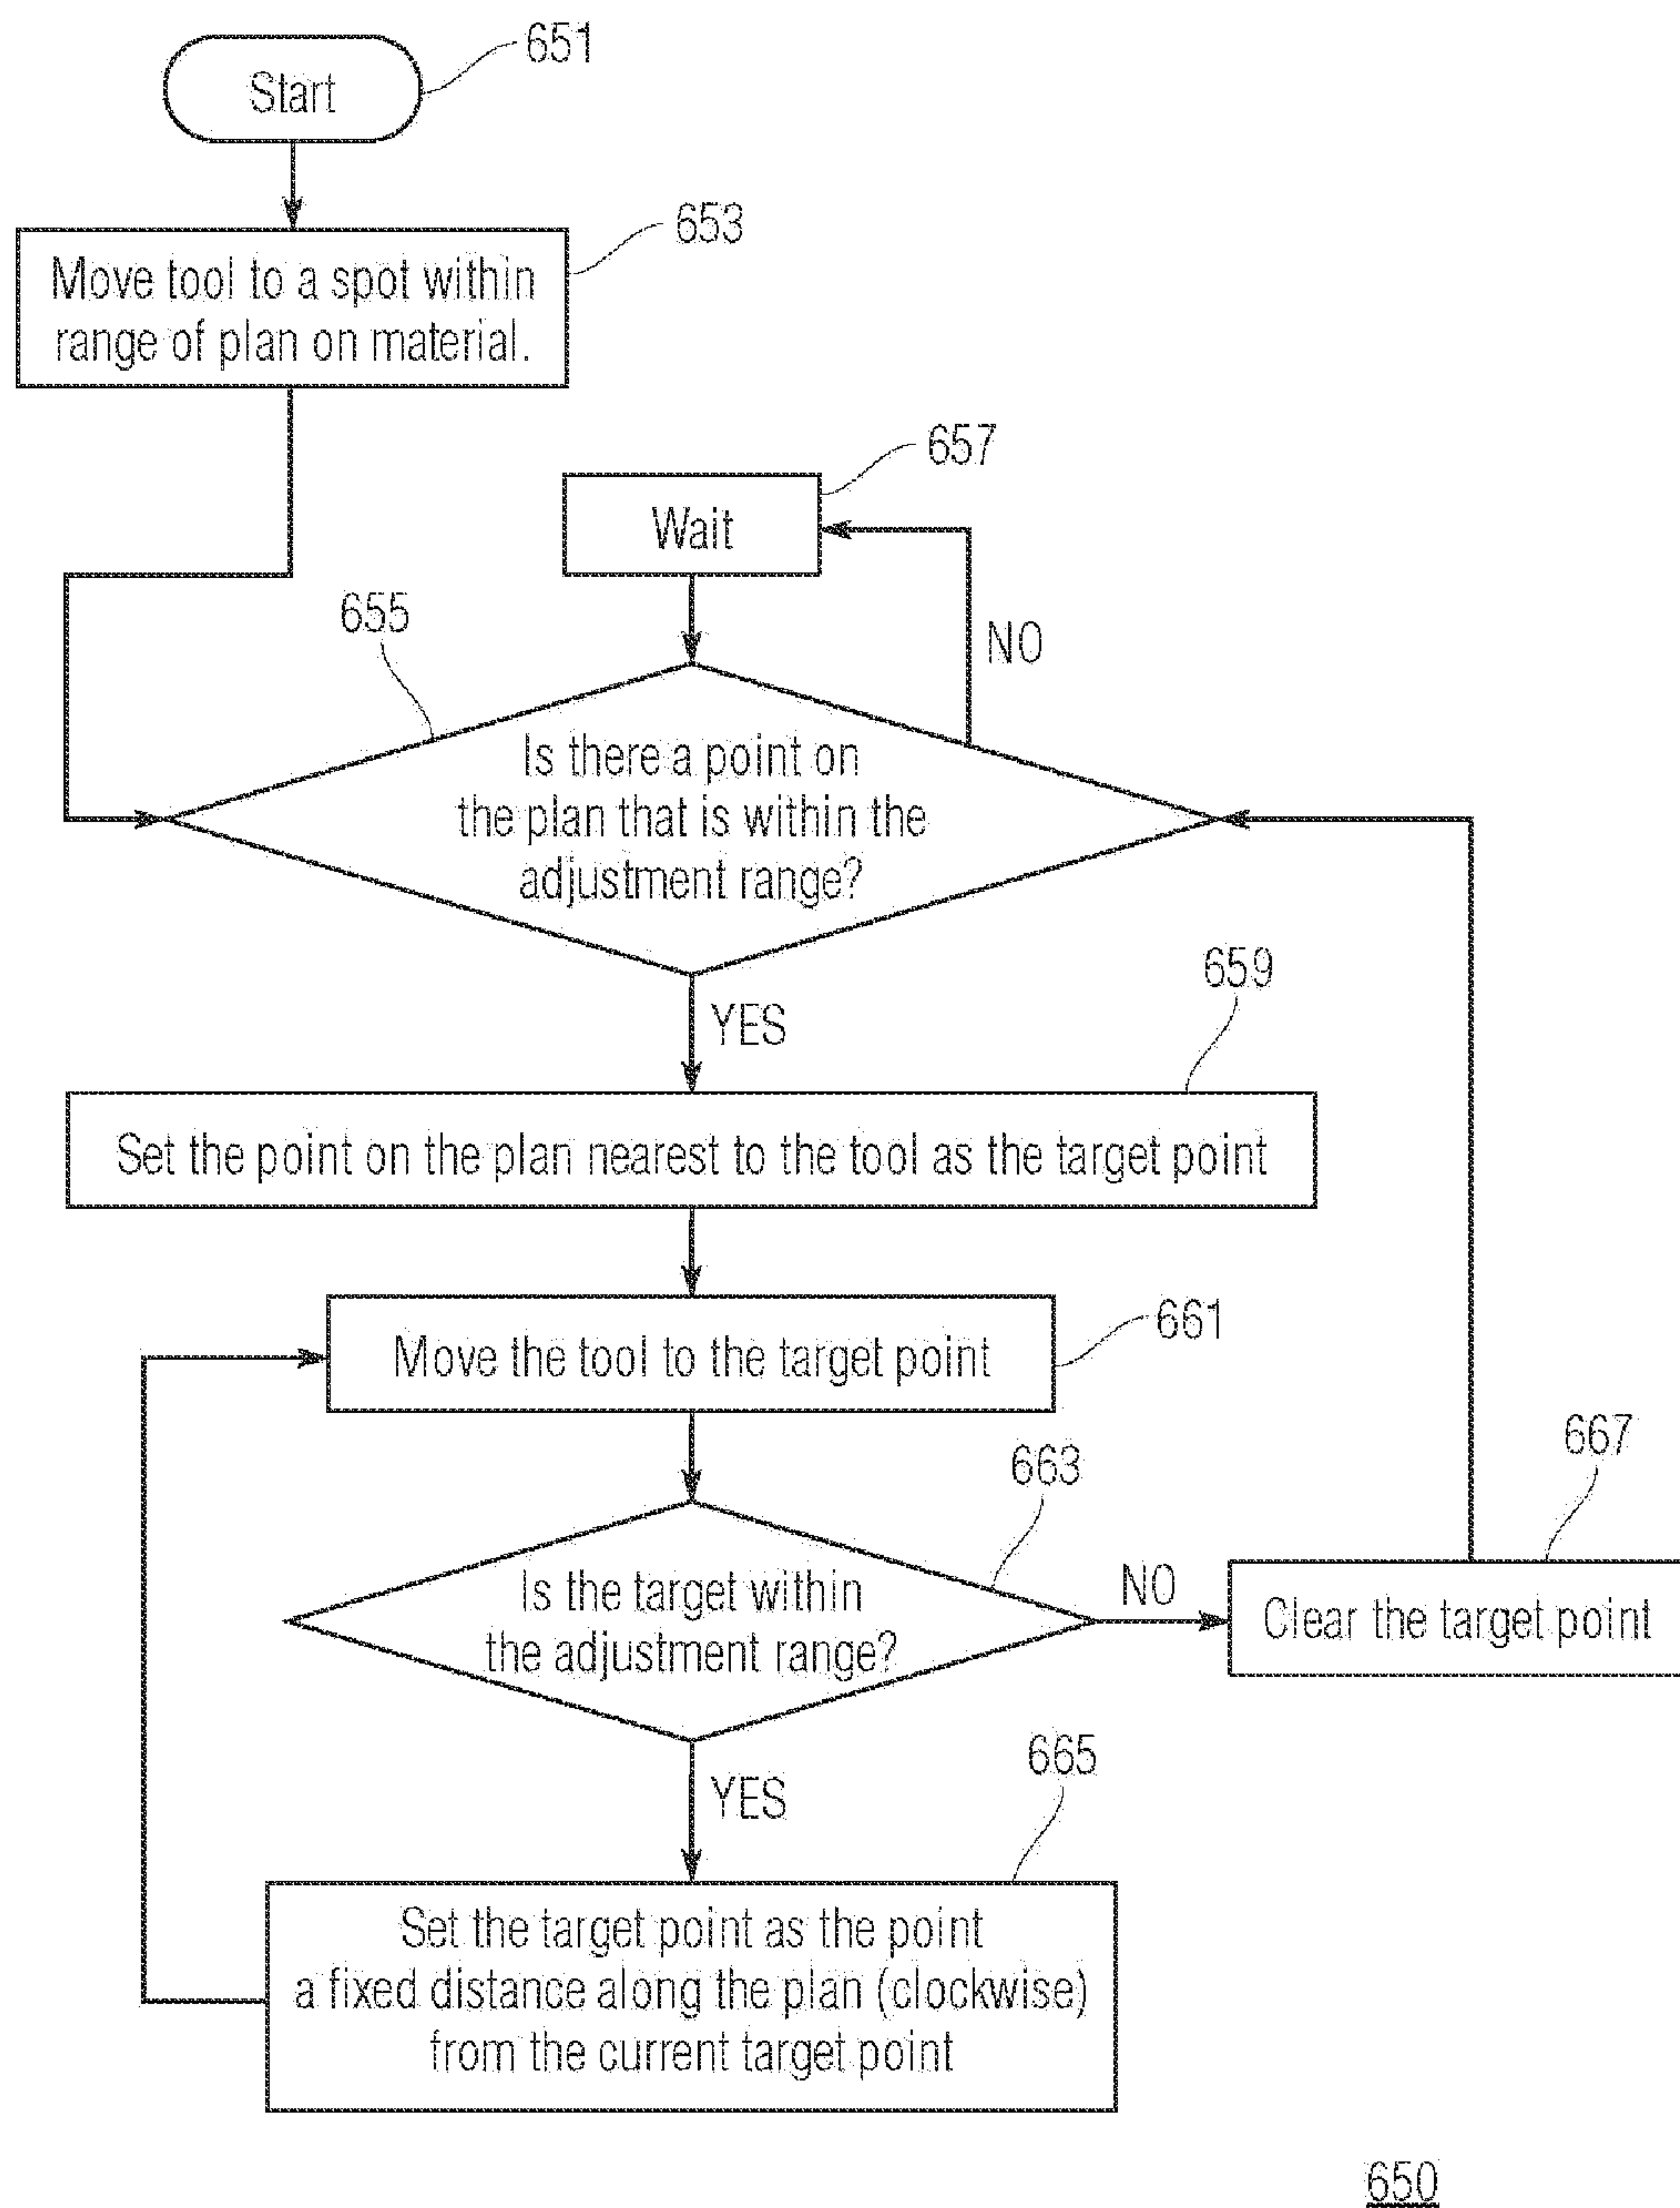 Start
651
653
Move tool to a spot within
range of plan on material.
657
Wait
655
NO
Is there a point on
the plan that is within the
adjustment range?
YES
659
Set the point on the plan nearest to the tool as the target point
661
Move the tool to the target point
663
667
Is the target within
the adjustment range?
NO
Clear the target point
YES
665
Set the target point as the point
a fixed distance along the plan (clockwise)
from the current target point
650